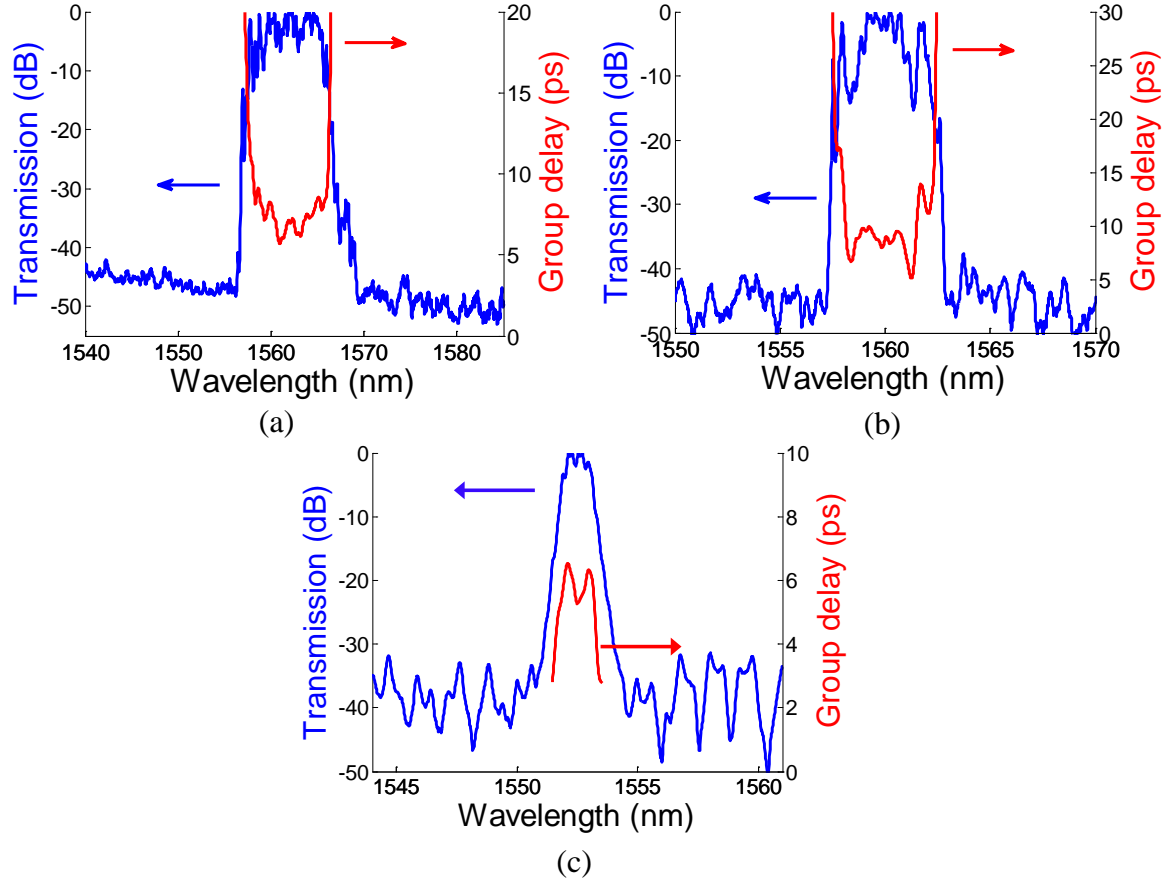 Transmission (dB)
0
-10
-20
-30
-40
-50
1540 1550 1560 1570 1580
Wavelength (nm)
20
15
10
5
0
Group delay (ps)
(a)
Transmission (dB)
0
-10
-20
-30
-40
-50
1550 1555 1560 1565 1570
Wavelength (nm)
30
20
10
0
Group delay (ps)
(b)
Transmission (dB)
0
-10
-20
-30
-40
-50
1545 1550 1555 1560
Wavelength (nm)
10
8
6
4
2
0
Group delay (ps)
(c)